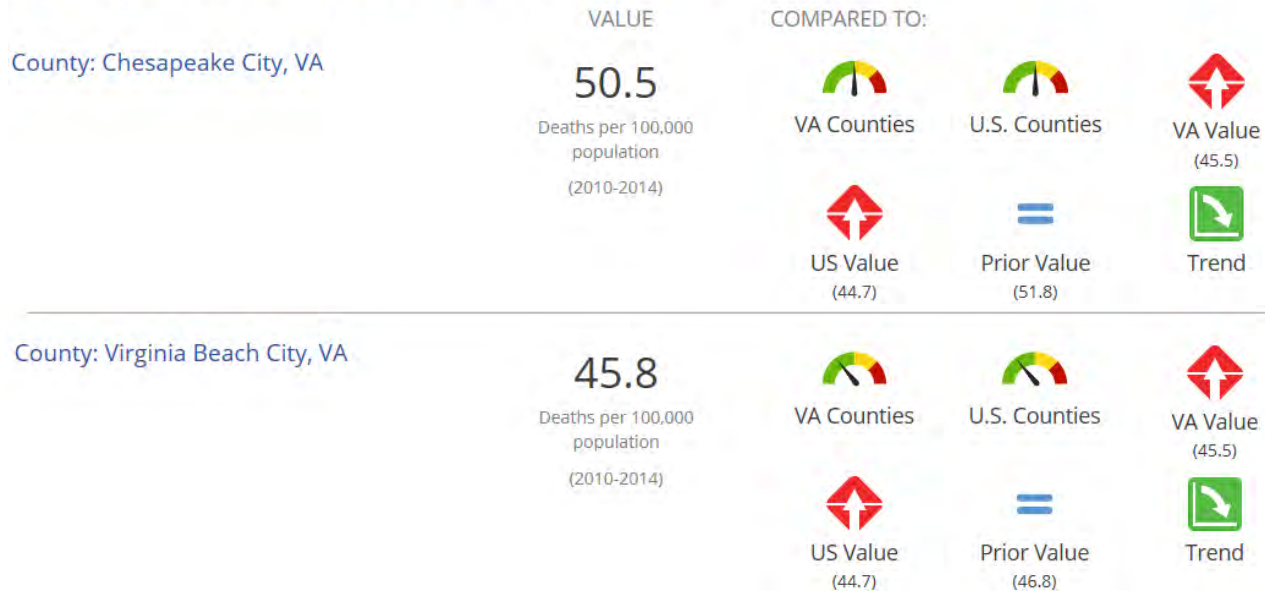 VALUE COMPARED TO:
County: Chesapeake City, VA
50.5
Deaths per 100,000
population
(2010-2014)
VA Counties
U.S. Counties
VA Value
(45.5)
US Value
(44.7)
Prior Value
(51.8)
Trend
County: Virginia Beach City, VA
45.8
Deaths per 100,000
population
(2010-2014)
VA Counties
U.S. Counties
VA Value
(45.5)
US Value
(44.7)
Prior Value
(46.8)
Trend